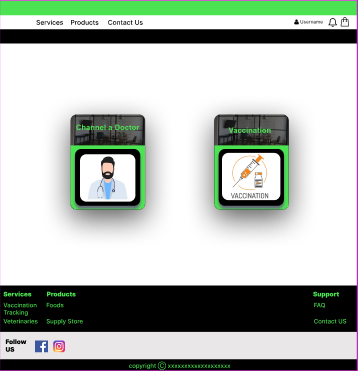 Services Products Contact Us Username
Channel a Doctor
Vaccination
VACCINATION
Services Products Support
Vaccination Tracking Foods FAQ
Veterinaries Supply Store Contact US
Follow US
copyright © xxxxxxxxxxxxxxxxxxx